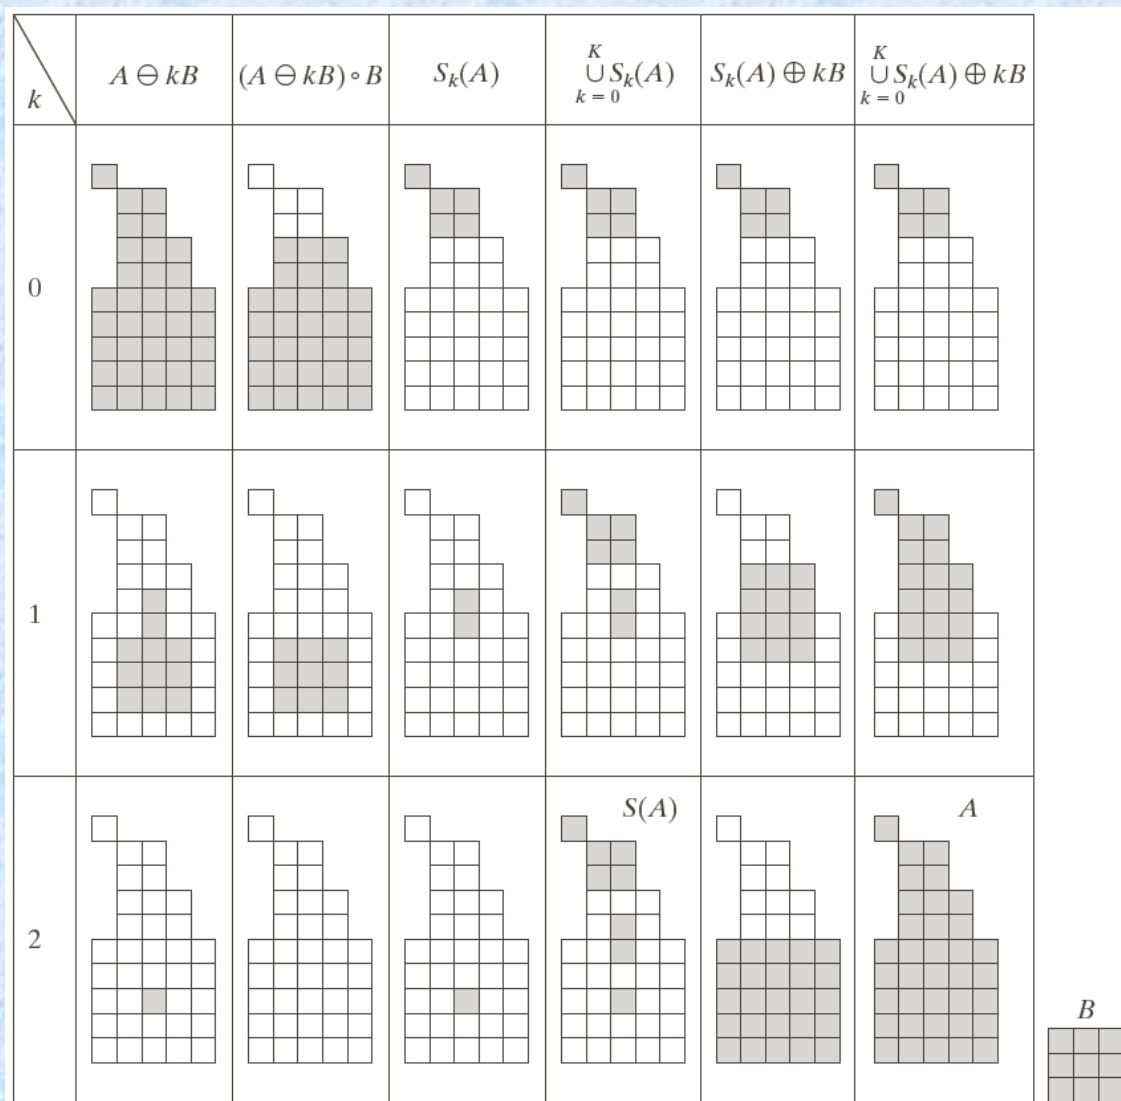 k
A ⊖ kB
(A ⊖ kB) ∘ B
S_k(A)
K
∪ S_k(A)
k = 0
S_k(A) ⊕ kB
K
∪ S_k(A) ⊕ kB
k = 0
0
1
2
S(A)
A
B